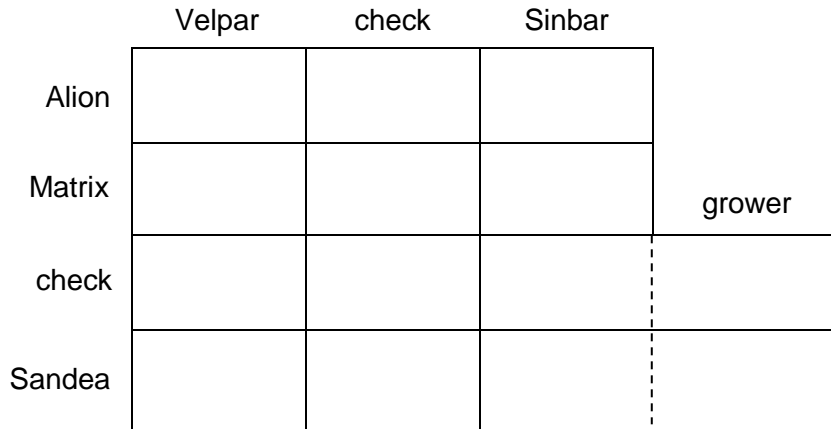 Velpar check Sinbar
Alion
Matrix
grower
check
Sandea